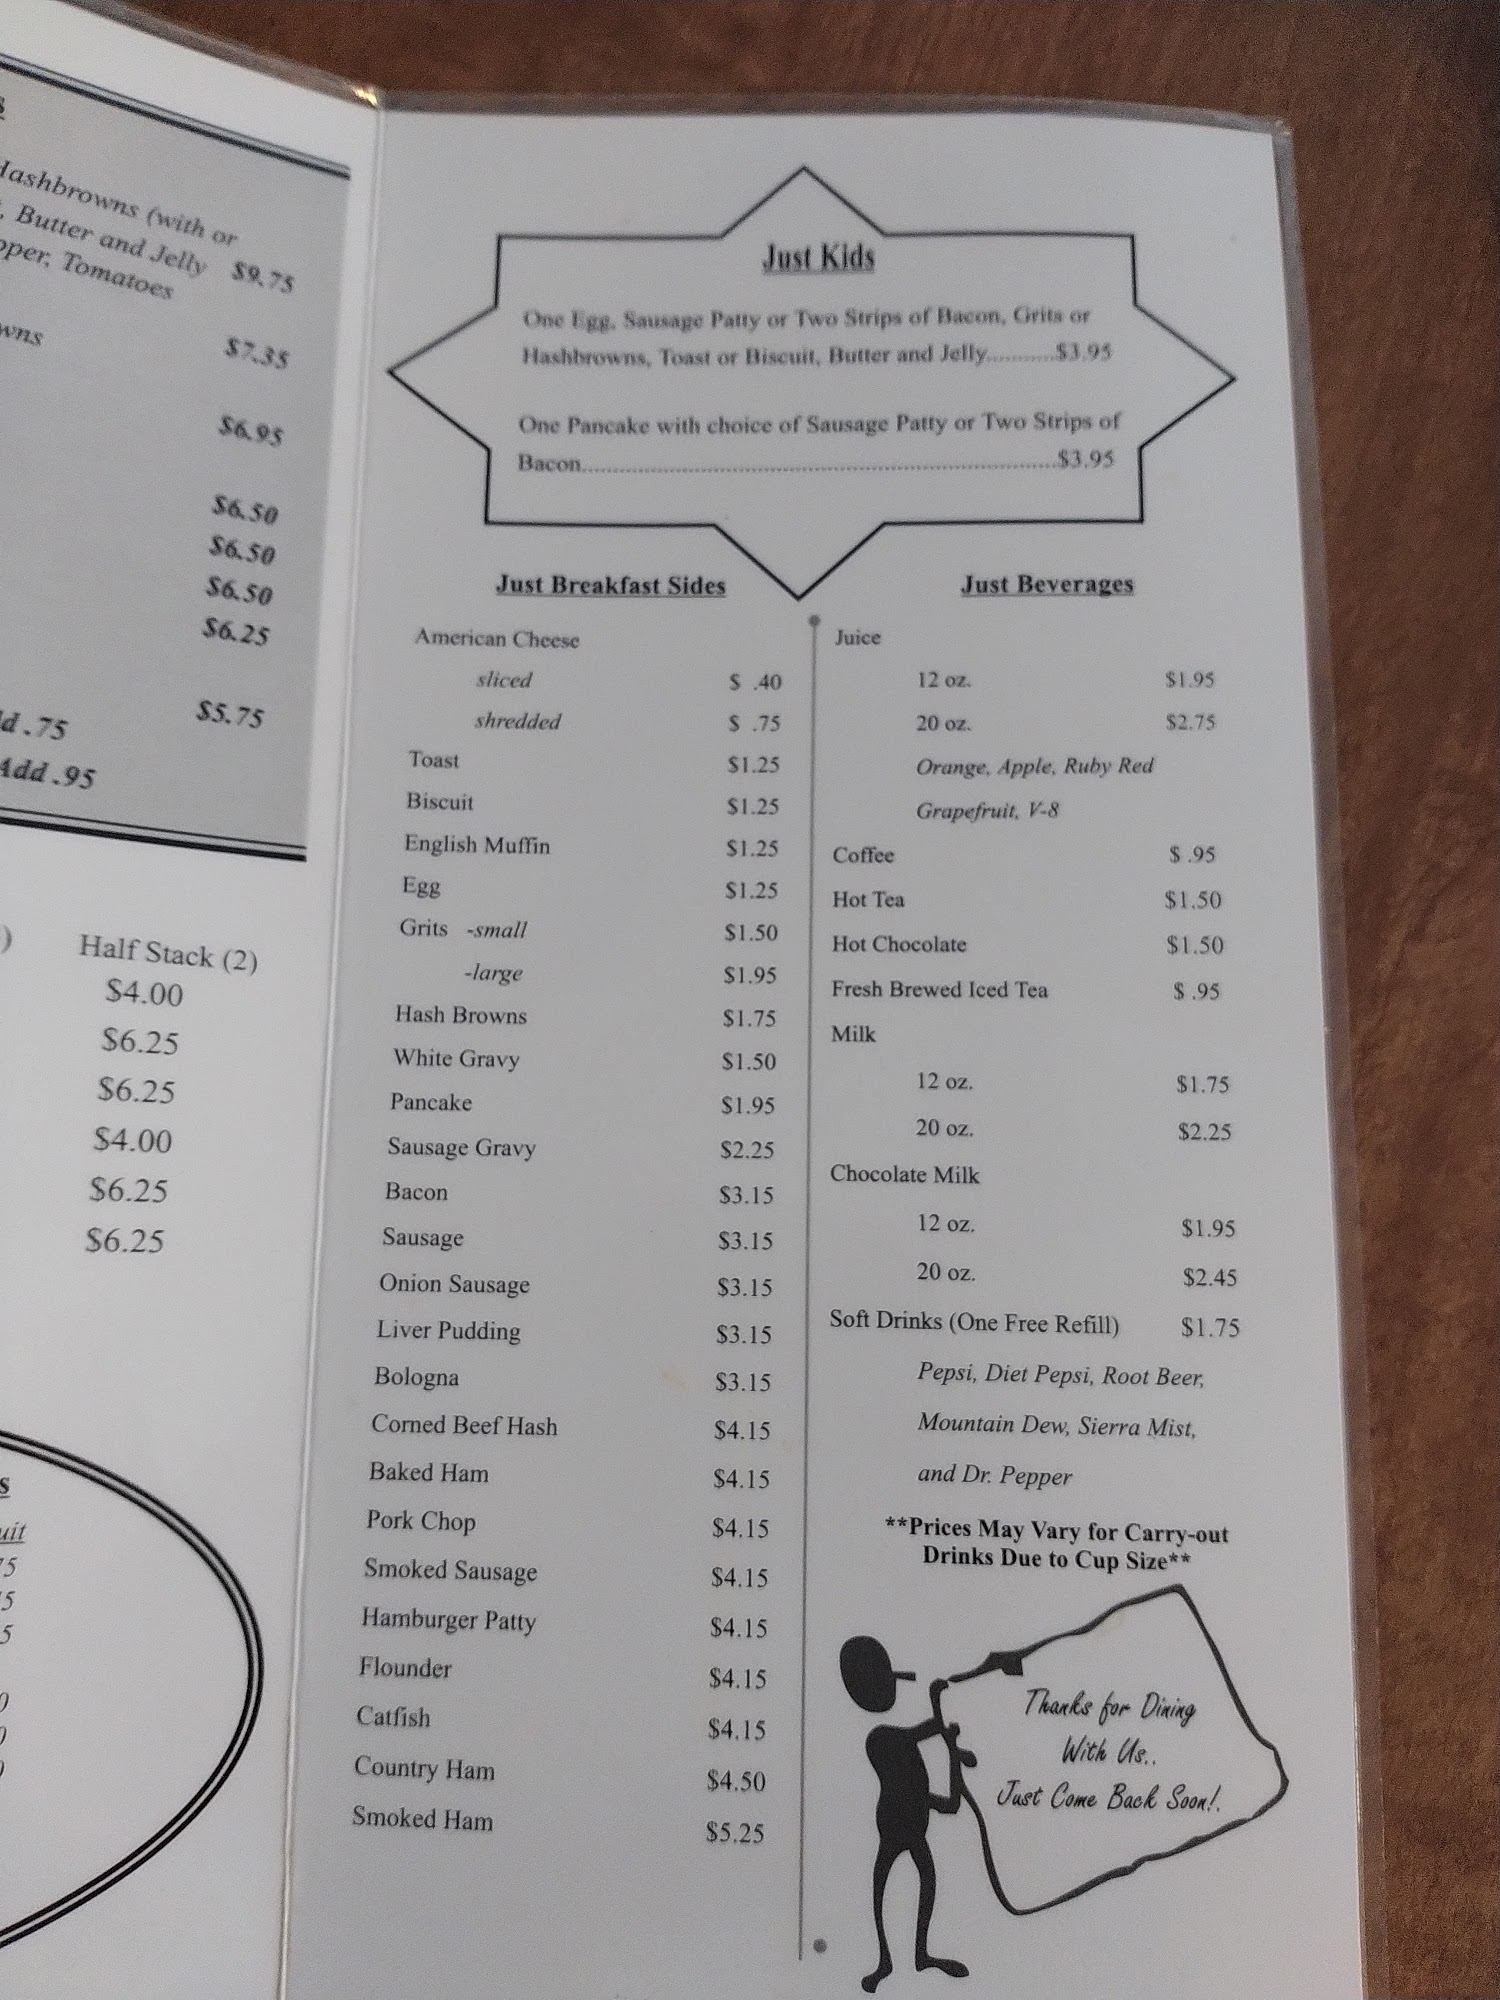 Hashbrowns (with or
Butter and Jelly $9.75
Tomatoes
$7.35
$6.95
$6.50
$6.50
$6.50
$6.25
$5.75
.75
Add .95
Half Stack (2)
$4.00
$6.25
$6.25
$4.00
$6.25
$6.25
Just Kids
One Egg, Sausage Patty or Two Strips of Bacon, Grits or
Hashbrowns, Toast or Biscuit, Butter and Jelly...........$3.95
One Pancake with choice of Sausage Patty or Two Strips of
Bacon...............................................................................$3.95
Just Breakfast Sides
American Cheese
sliced $ .40
shredded $ .75
Toast $1.25
Biscuit $1.25
English Muffin $1.25
Egg $1.25
Grits -small $1.50
-large $1.95
Hash Browns $1.75
White Gravy $1.50
Pancake $1.95
Sausage Gravy $2.25
Bacon $3.15
Sausage $3.15
Onion Sausage $3.15
Liver Pudding $3.15
Bologna $3.15
Corned Beef Hash $4.15
Baked Ham $4.15
Pork Chop $4.15
Smoked Sausage $4.15
Hamburger Patty $4.15
Flounder $4.15
Catfish $4.15
Country Ham $4.50
Smoked Ham $5.25
Just Beverages
Juice
12 oz. $1.95
20 oz. $2.75
Orange, Apple, Ruby Red
Grapefruit, V-8
Coffee $ .95
Hot Tea $1.50
Hot Chocolate $1.50
Fresh Brewed Iced Tea $ .95
Milk
12 oz. $1.75
20 oz. $2.25
Chocolate Milk
12 oz. $1.95
20 oz. $2.45
Soft Drinks (One Free Refill) $1.75
Pepsi, Diet Pepsi, Root Beer,
Mountain Dew, Sierra Mist,
and Dr. Pepper
**Prices May Vary for Carry-out
Drinks Due to Cup Size**
Thanks for Dining
With Us..
Just Come Back Soon!.